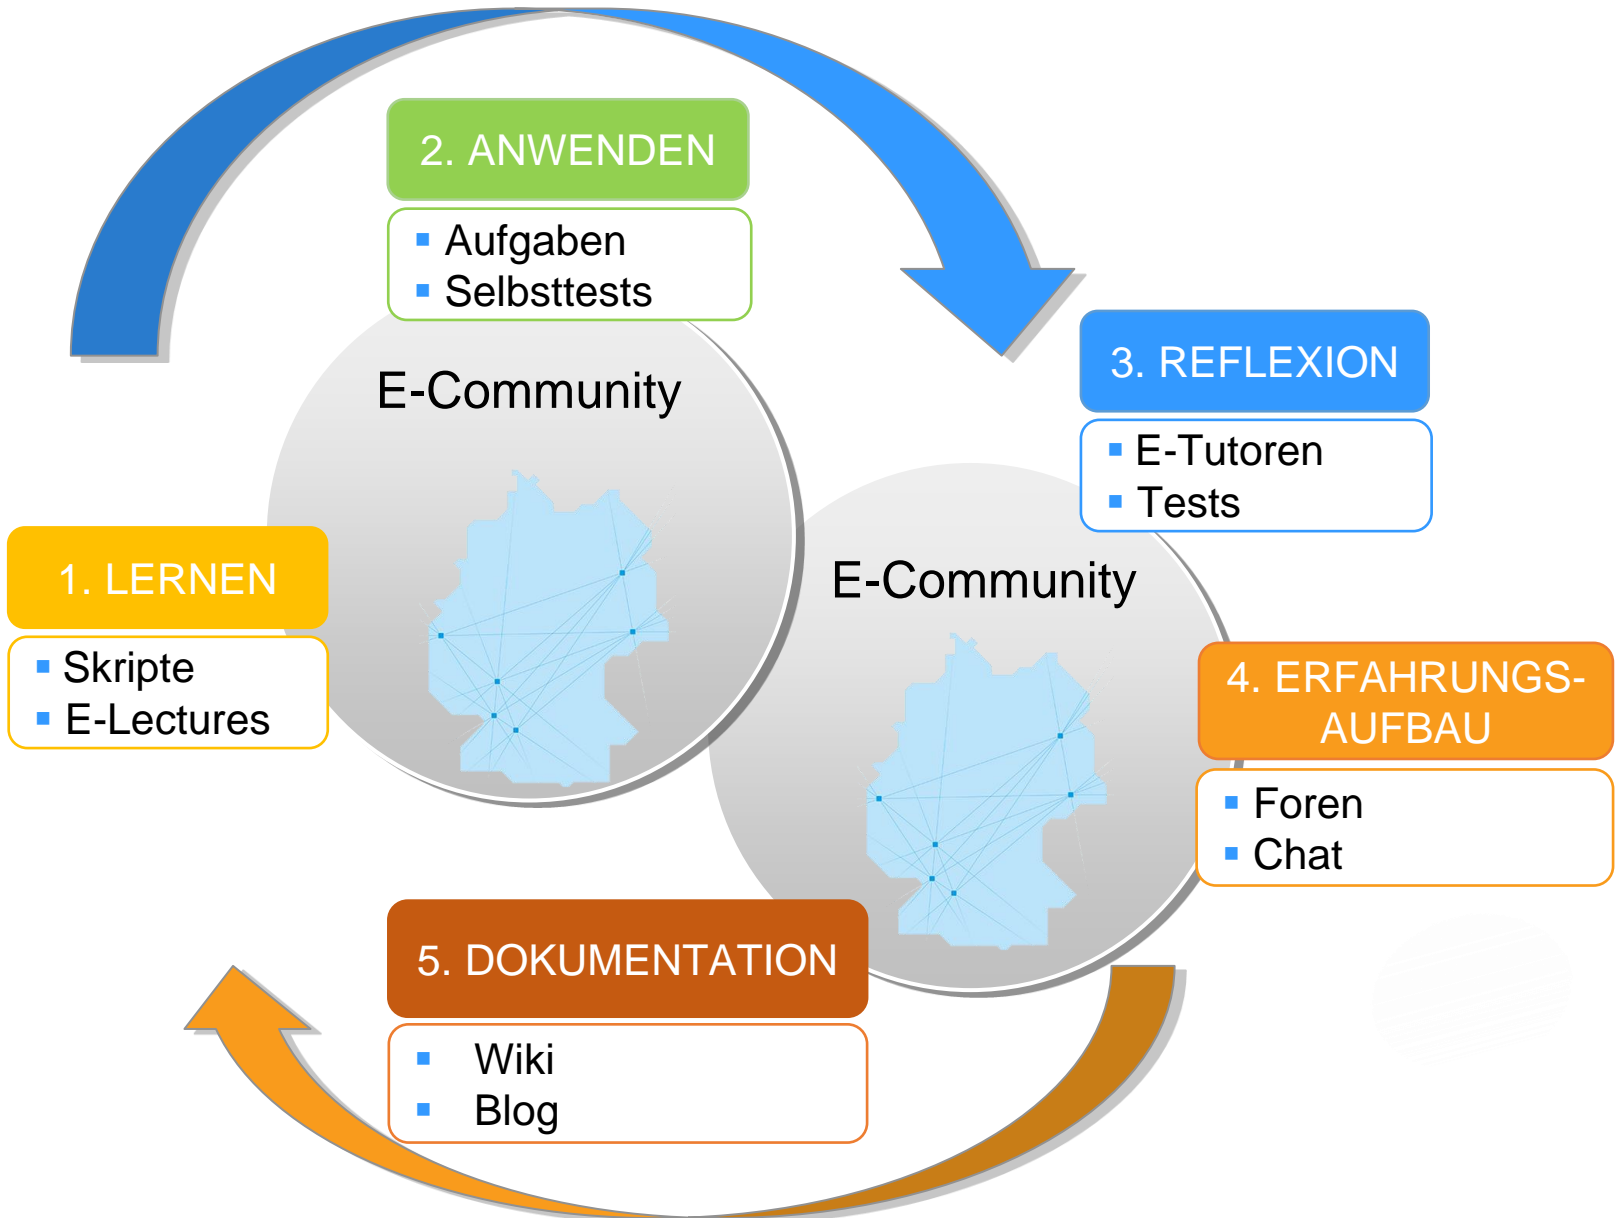 2. ANWENDEN
▪ Aufgaben
▪ Selbsttests
E-Community
3. REFLEXION
▪ E-Tutoren
▪ Tests
1. LERNEN
▪ Skripte
▪ E-Lectures
E-Community
4. ERFAHRUNGS-
AUFBAU
▪ Foren
▪ Chat
5. DOKUMENTATION
▪ Wiki
▪ Blog